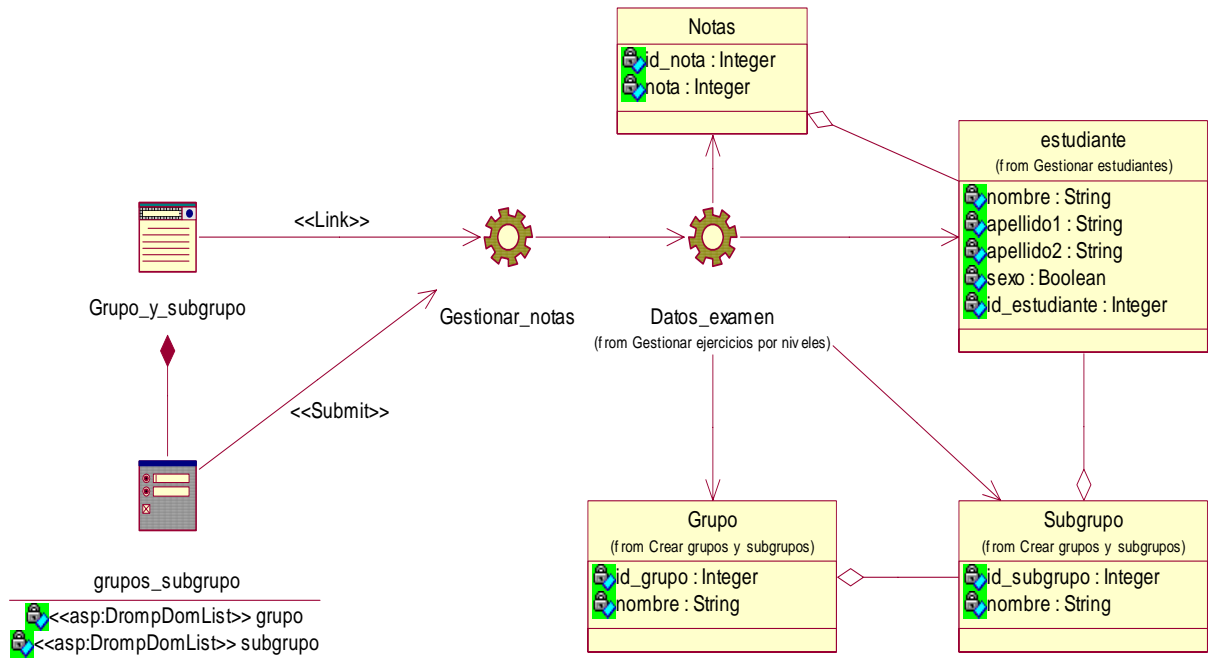 Notas
id_nota : Integer
nota : Integer
estudiante
(from Gestionar estudiantes)
nombre : String
apellido1 : String
apellido2 : String
sexo : Boolean
id_estudiante : Integer
<<Link>>
Grupo_y_subgrupo
Gestionar_notas
Datos_examen
(from Gestionar ejercicios por niveles)
<<Submit>>
grupos_subgrupo
<<asp:DrompDomList>> grupo
<<asp:DrompDomList>> subgrupo
Grupo
(from Crear grupos y subgrupos)
id_grupo : Integer
nombre : String
Subgrupo
(from Crear grupos y subgrupos)
id_subgrupo : Integer
nombre : String